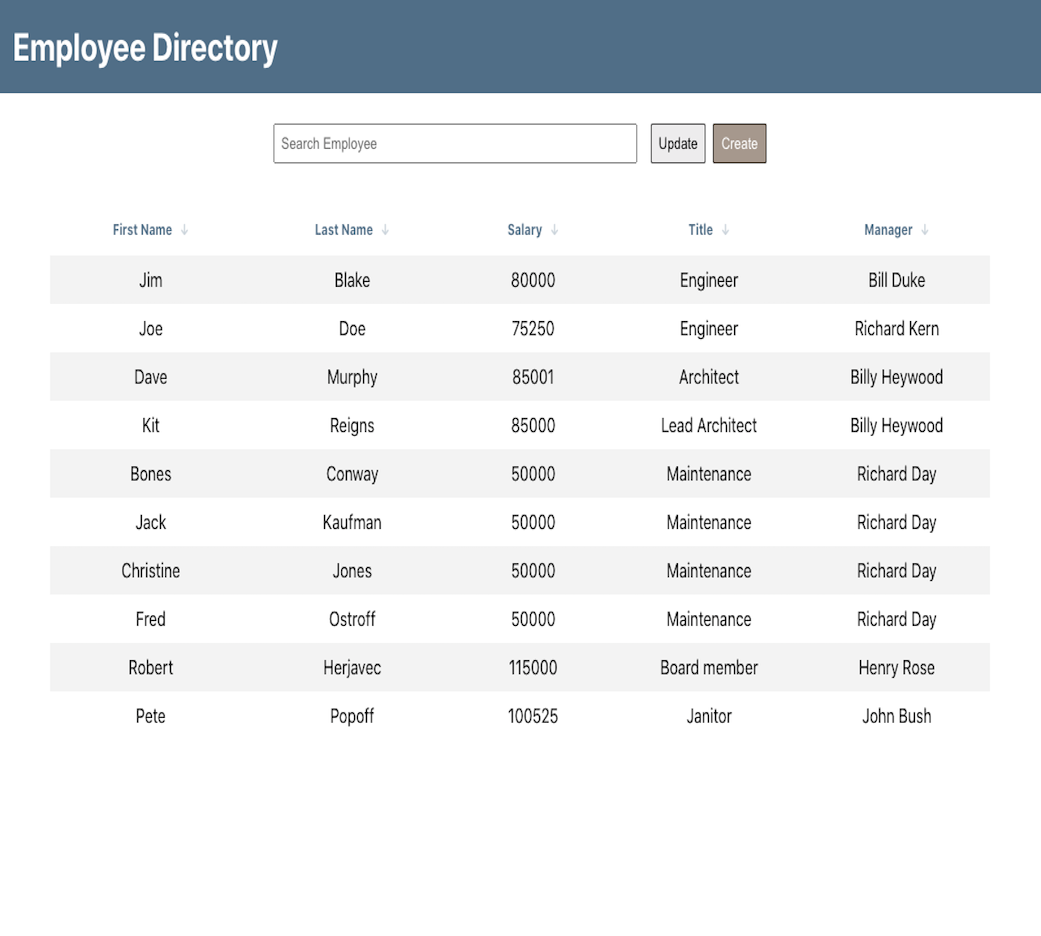 Employee Directory
Search Employee Update Create
First Name ↓ Last Name ↓ Salary ↓ Title ↓ Manager ↓
Jim Blake 80000 Engineer Bill Duke
Joe Doe 75250 Engineer Richard Kern
Dave Murphy 85001 Architect Billy Heywood
Kit Reigns 85000 Lead Architect Billy Heywood
Bones Conway 50000 Maintenance Richard Day
Jack Kaufman 50000 Maintenance Richard Day
Christine Jones 50000 Maintenance Richard Day
Fred Ostroff 50000 Maintenance Richard Day
Robert Herjavec 115000 Board member Henry Rose
Pete Popoff 100525 Janitor John Bush